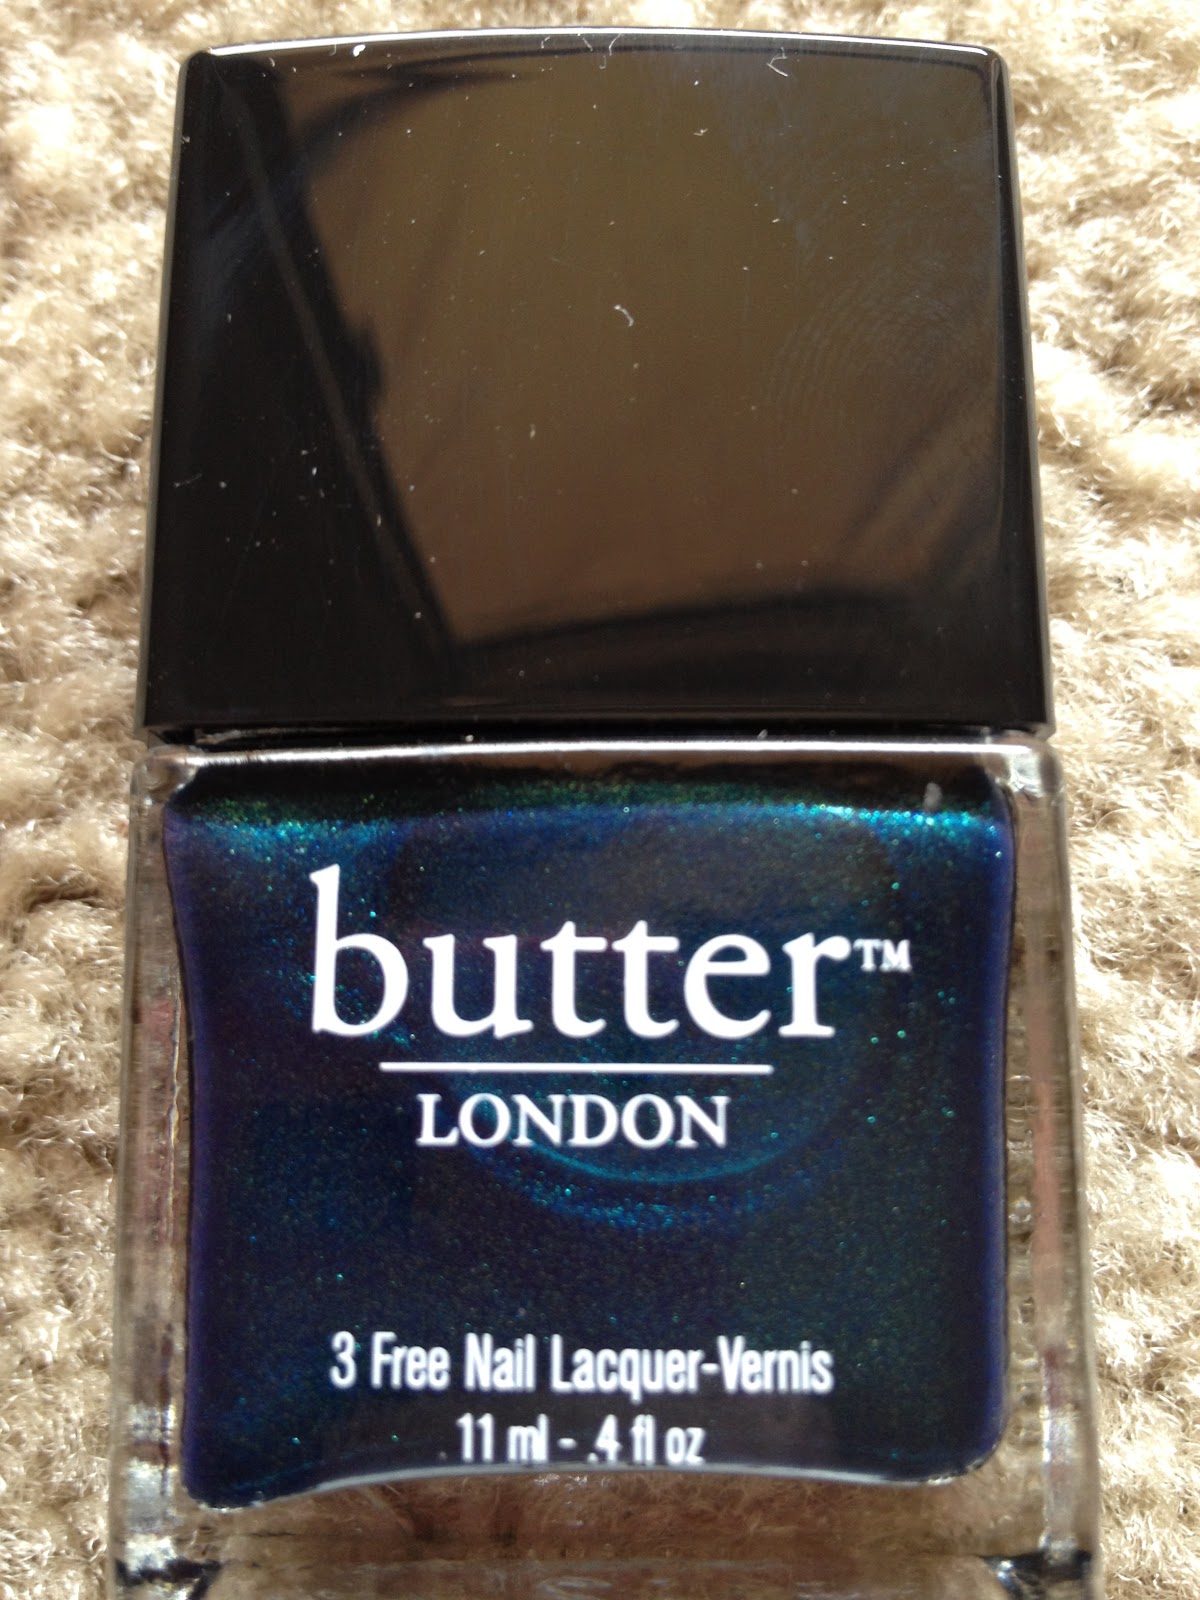 butter™
LONDON
3 Free Nail Lacquer-Vernis
11 ml - .4 fl oz